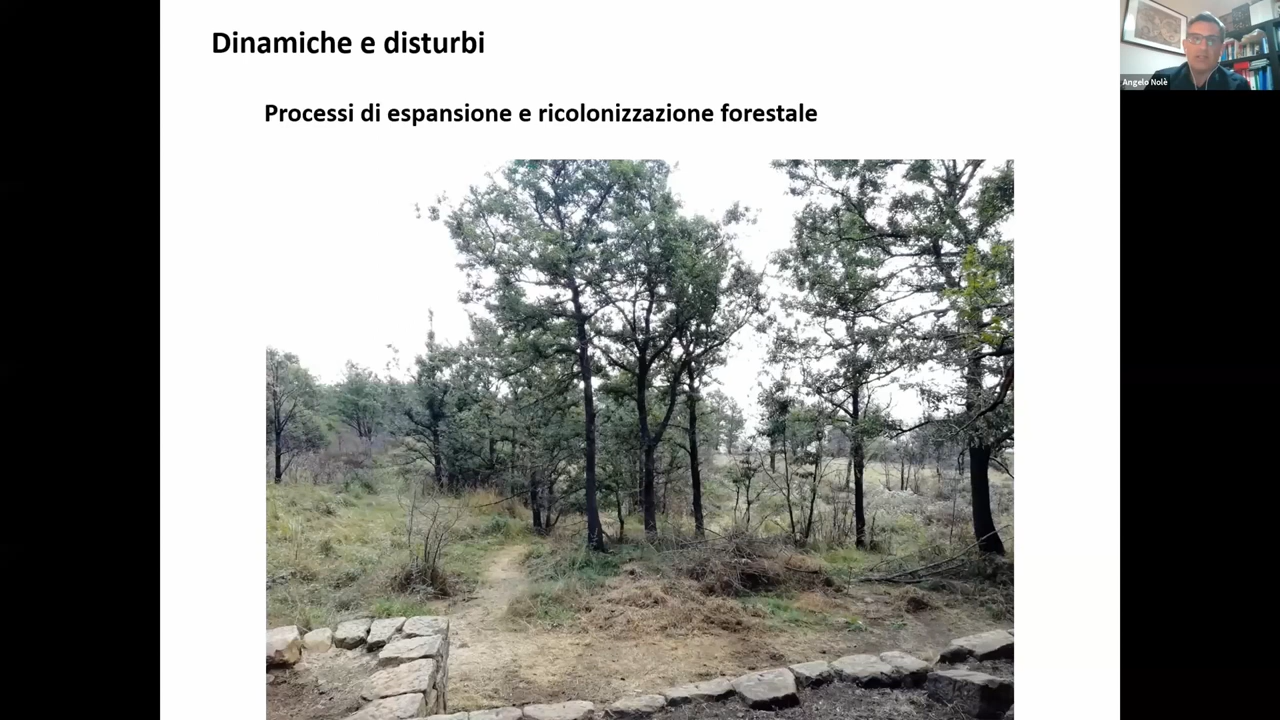 Dinamiche e disturbi
Processi di espansione e ricolonizzazione forestale
Angelo Nolè